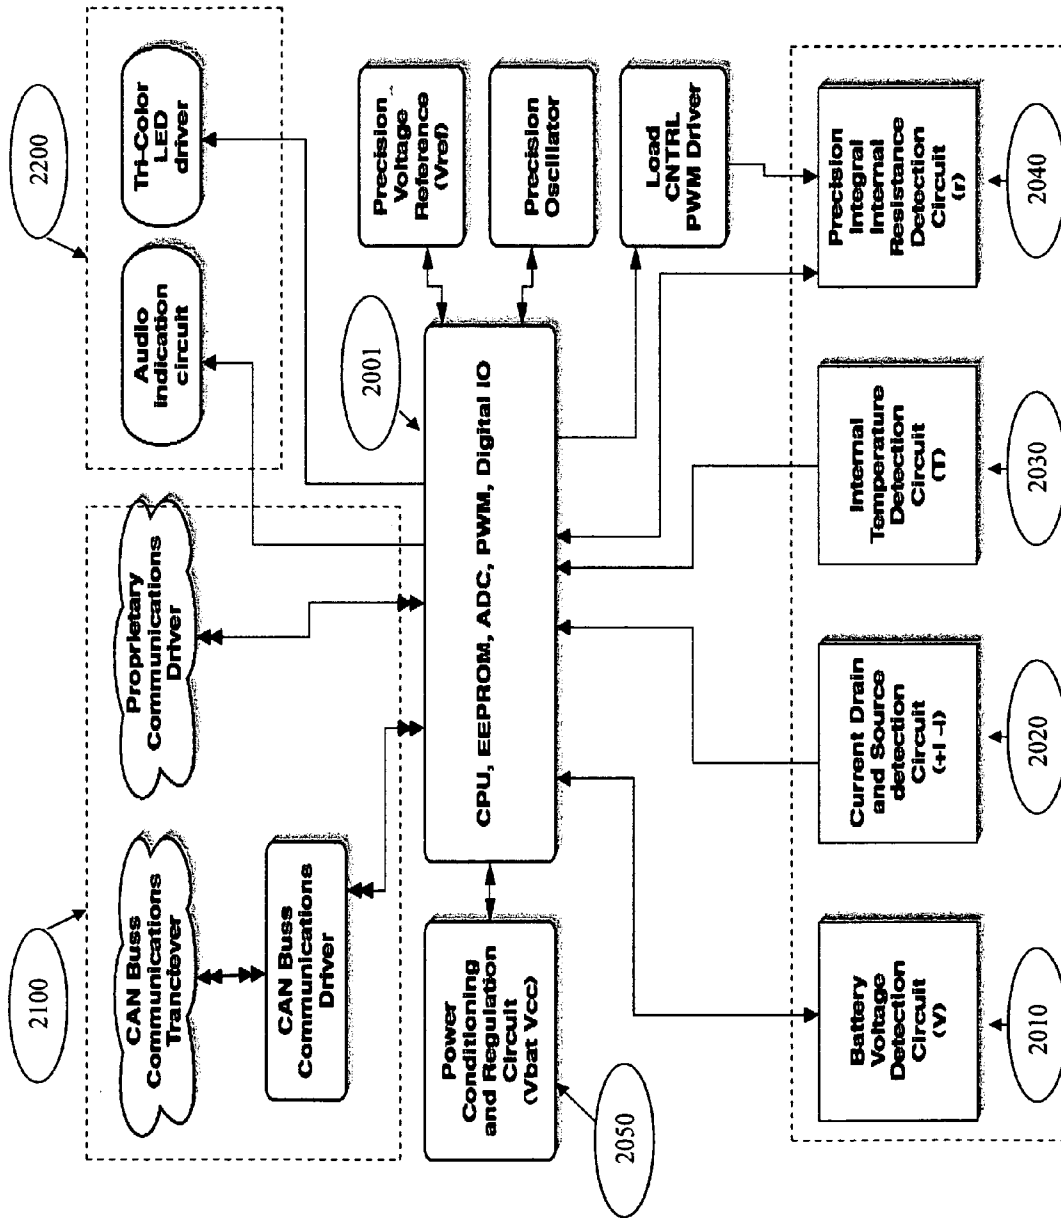 2100
2200
CAN Buss
Communications
Tranciever
Proprietary
Communications
Driver
Audio
indication
circuit
Tri-Color
LED
driver
CAN Buss
Communications
Driver
2001
Power
Conditioning
and Regulation
Circuit
(Vbat Vcc)
CPU, EEPROM, ADC, PWM, Digital IO
Precision
Voltage
Reference
(Vref)
Precision
Oscillator
Load
CNTRL
PWM Driver
2050
Battery
Voltage
Detection
Circuit
(V)
Current Drain
and Source
detection
Circuit
(+I -I)
Internal
Temperature
Detection
Circuit
(T)
Precision
Integral
Internal
Resistance
Detection
Circuit
(r)
2010
2020
2030
2040